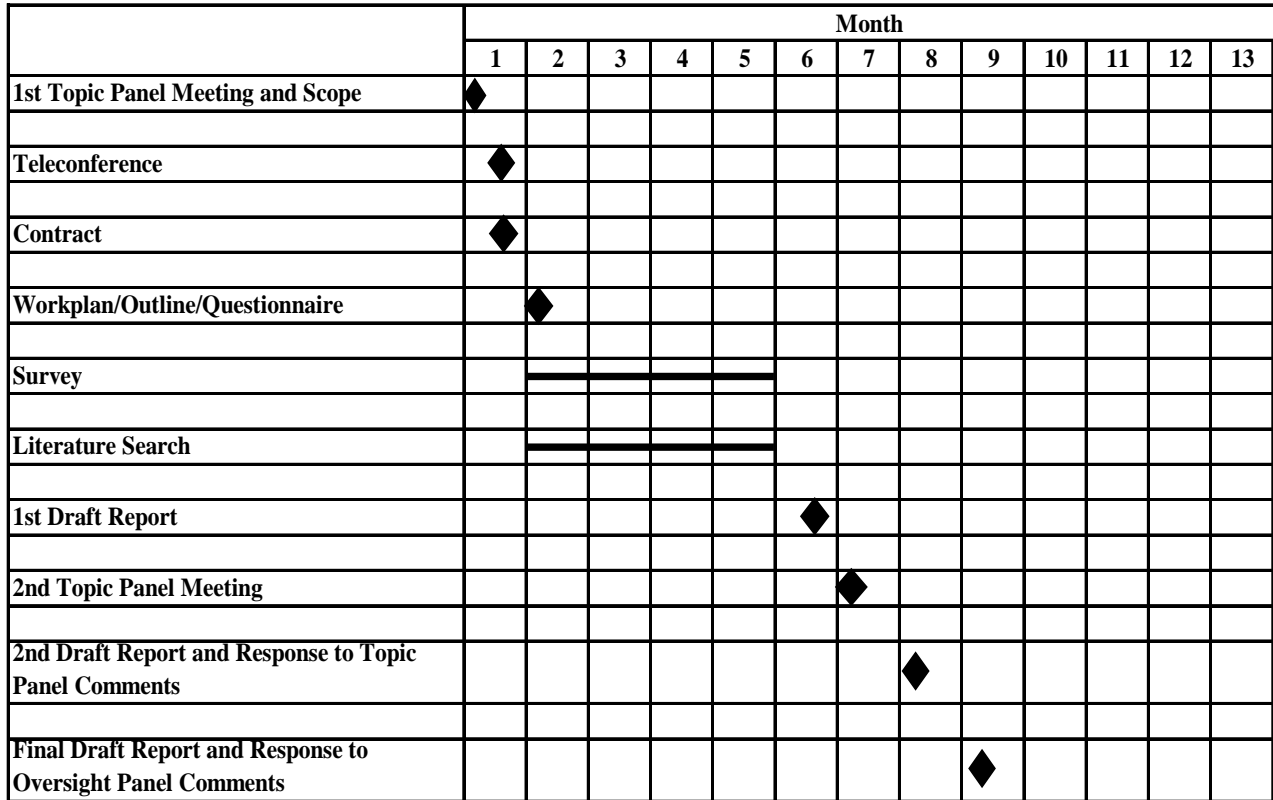 Month
1 2 3 4 5 6 7 8 9 10 11 12 13
1st Topic Panel Meeting and Scope
Teleconference
Contract
Workplan/Outline/Questionnaire
Survey
Literature Search
1st Draft Report
2nd Topic Panel Meeting
2nd Draft Report and Response to Topic
Panel Comments
Final Draft Report and Response to
Oversight Panel Comments